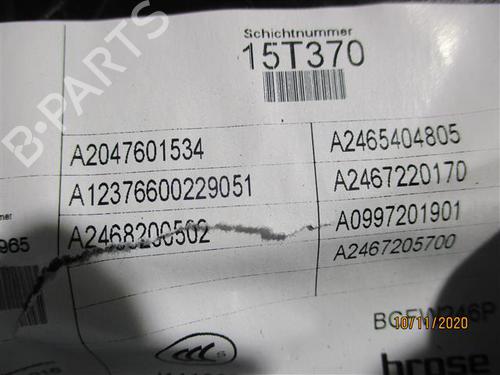 Schichtnummer
15T370
B-PARTS
A2047601534
A2465404805
A12376600229051
A2467220170
A2468200502
A0997201901
A2467205700
965
10/11/2020
brose